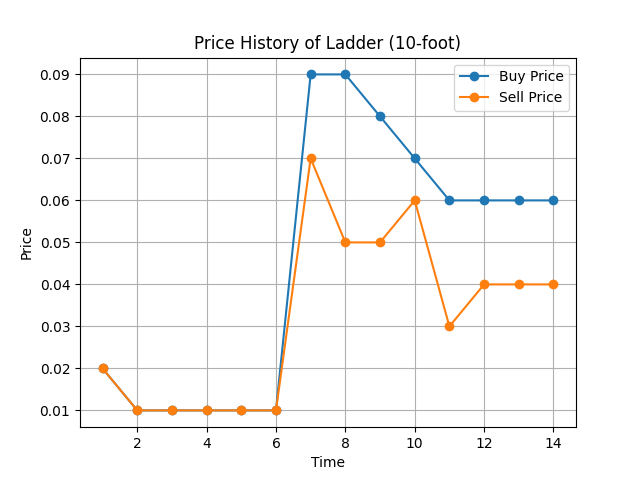 Price History of Ladder (10-foot)
Buy Price
Sell Price
0.09
0.08
0.07
0.06
0.05
0.04
0.03
0.02
0.01
Price
2 4 6 8 10 12 14
Time